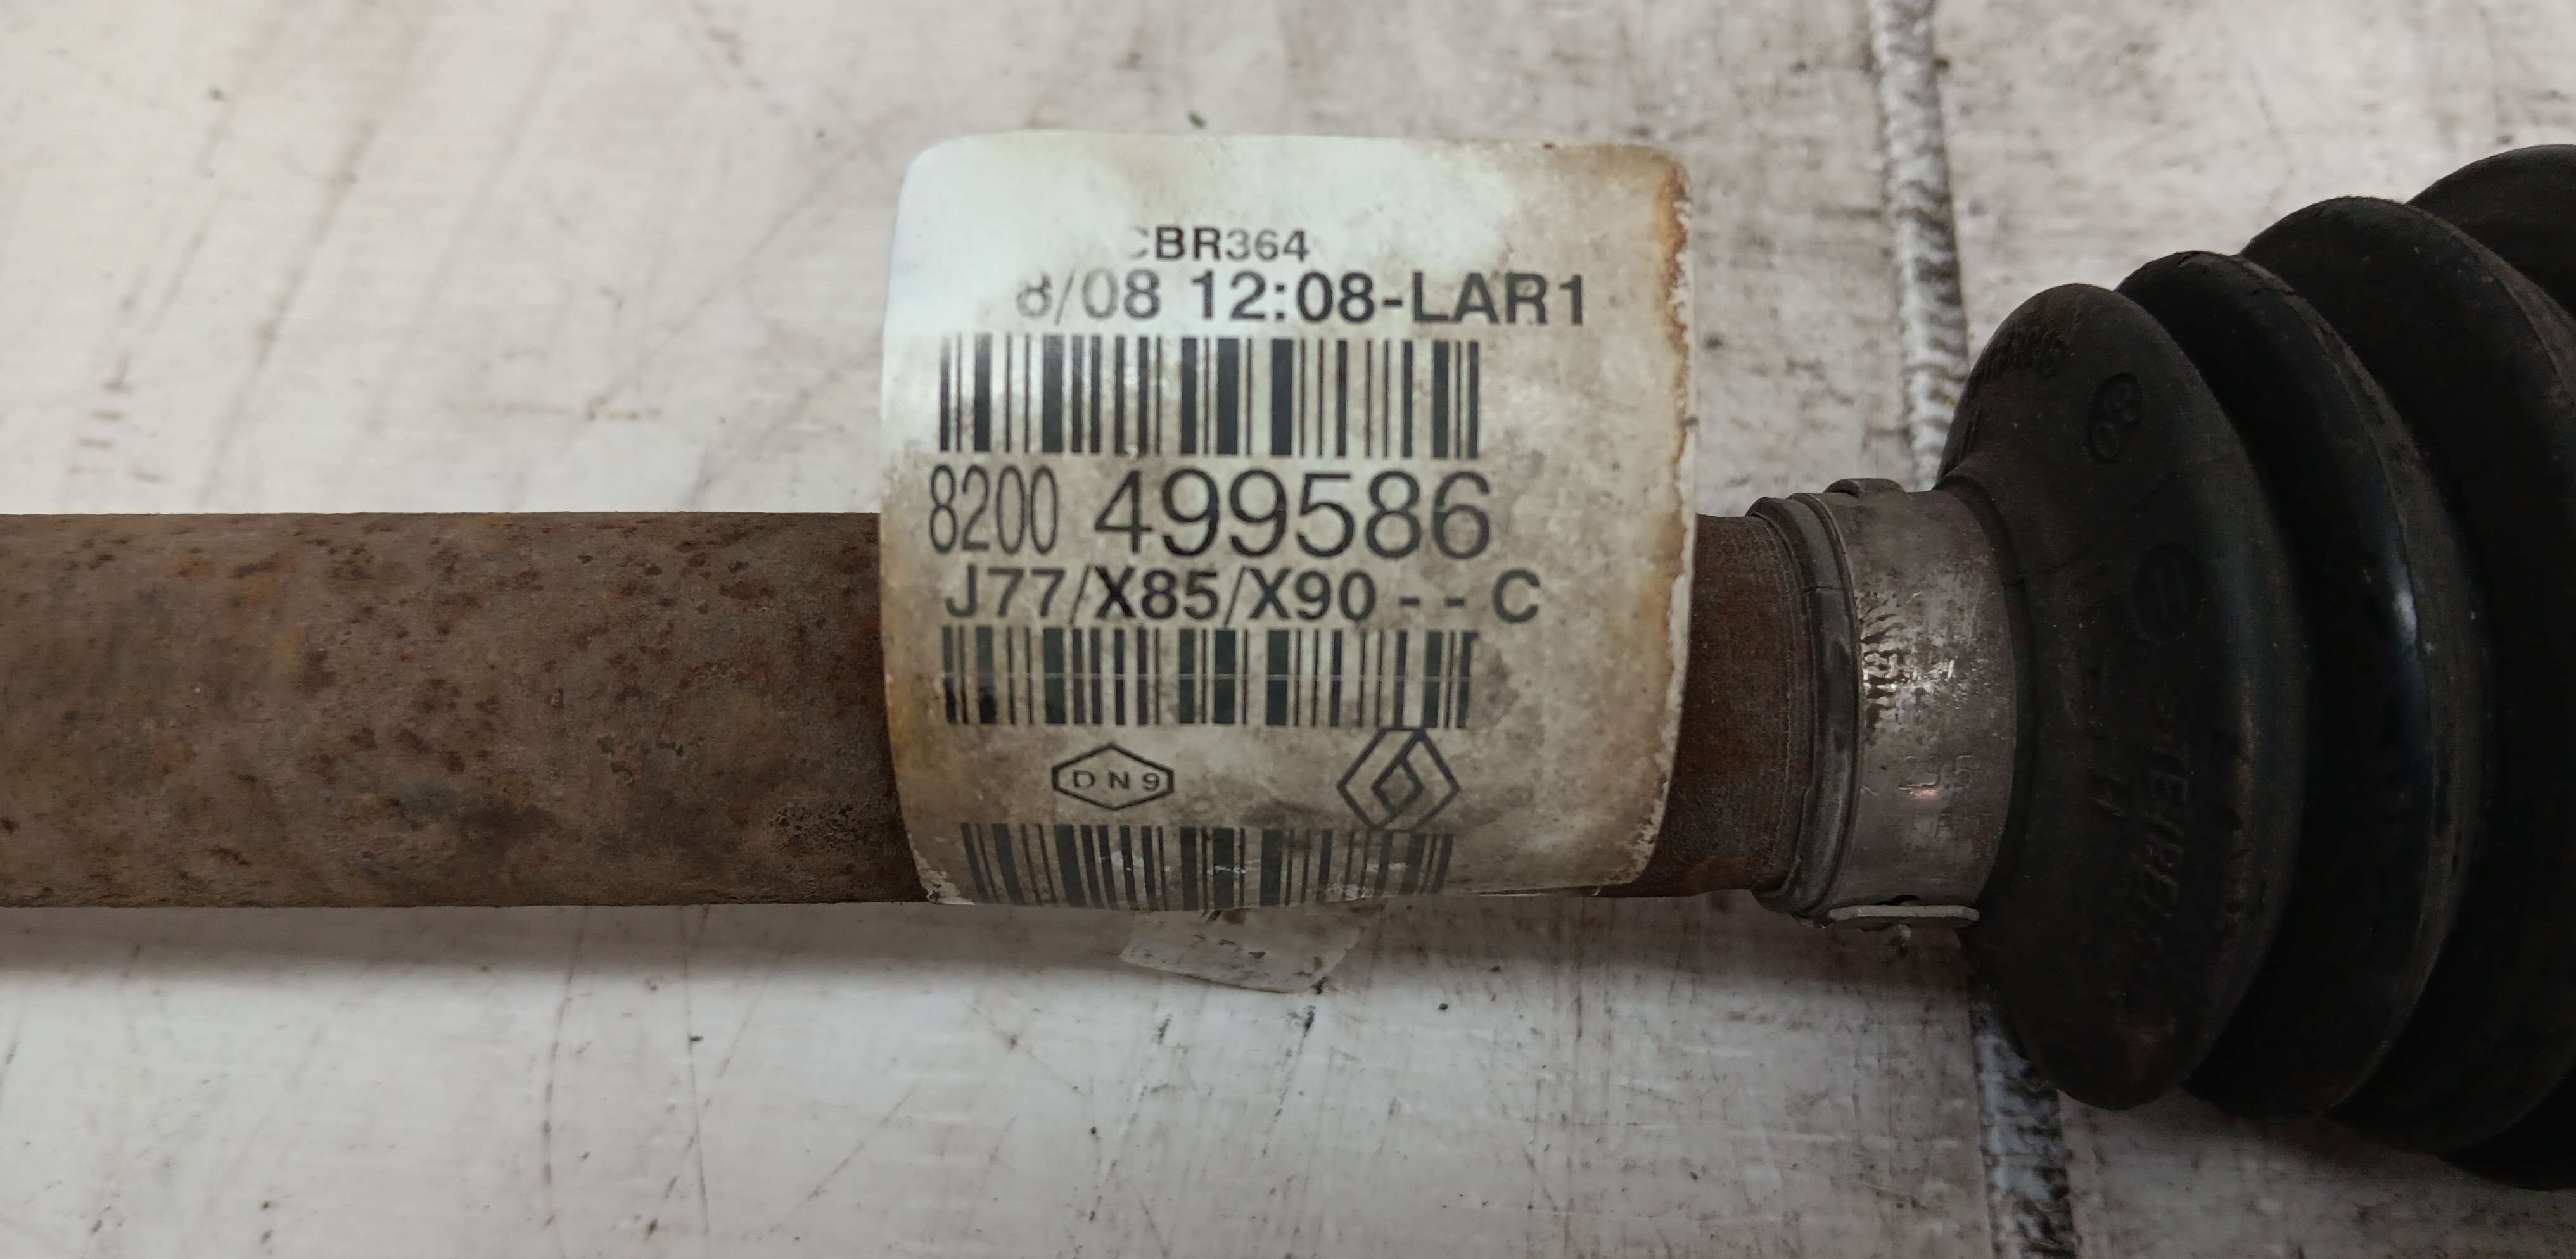 CBR364
8/08 12:08-LAR1
8200 499586
J77/X85/X90 - - C
DN9